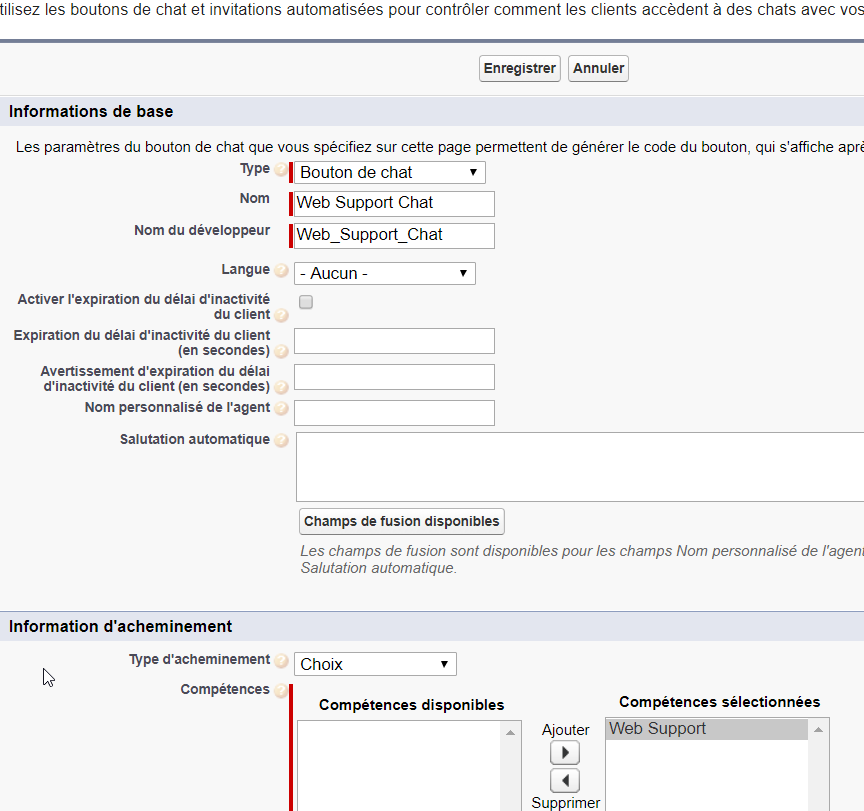 tilisez les boutons de chat et invitations automatisées pour contrôler comment les clients accèdent à des chats avec vos
Enregistrer Annuler
Informations de base
Les paramètres du bouton de chat que vous spécifiez sur cette page permettent de générer le code du bouton, qui s'affiche aprè
Type Bouton de chat
Nom Web Support Chat
Nom du développeur Web_Support_Chat
Langue - Aucun -
Activer l'expiration du délai d'inactivité
du client
Expiration du délai d'inactivité du client
(en secondes)
Avertissement d'expiration du délai
d'inactivité du client (en secondes)
Nom personnalisé de l'agent
Salutation automatique
Champs de fusion disponibles
Les champs de fusion sont disponibles pour les champs Nom personnalisé de l'agent
Salutation automatique.
Information d'acheminement
Type d'acheminement Choix
Compétences
Compétences disponibles Compétences sélectionnées
Ajouter Web Support
Supprimer